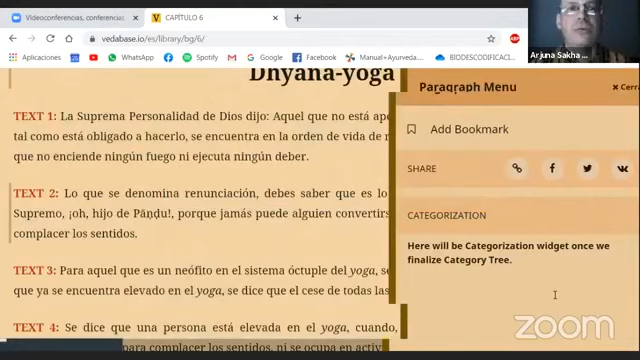 Videoconferencias, conferencias
CAPÍTULO 6
vedabase.io/es/library/bg/6/
ABP
Aplicaciones
YouTube
WhatsApp
Spotify
Google
Facebook
Manual+Ayurveda...
BIODESCODIFICAC
Arjuna Sakha ...
Dhyāna-yoga
TEXT 1: La Suprema Personalidad de Dios dijo: Aquel que no está ape
tal como está obligado a hacerlo, se encuentra en la orden de vida de
que no enciende ningún fuego ni ejecuta ningún deber.
TEXT 2: Lo que se denomina renunciación, debes saber que es lo
Supremo, ¡oh, hijo de Pāṇḍu!, porque jamás puede alguien convertirs
complacer los sentidos.
TEXT 3: Para aquel que es un neófito en el sistema óctuple del yoga, se
que ya se encuentra elevado en el yoga, se dice que el cese de todas las
TEXT 4: Se dice que una persona está elevada en el yoga, cuando,
para complacer los sentidos, ni se ocupa en activ
Paragraph Menu
× Cerra
Add Bookmark
SHARE
CATEGORIZATION
Here will be Categorization widget once we
finalize Category Tree.
zoom